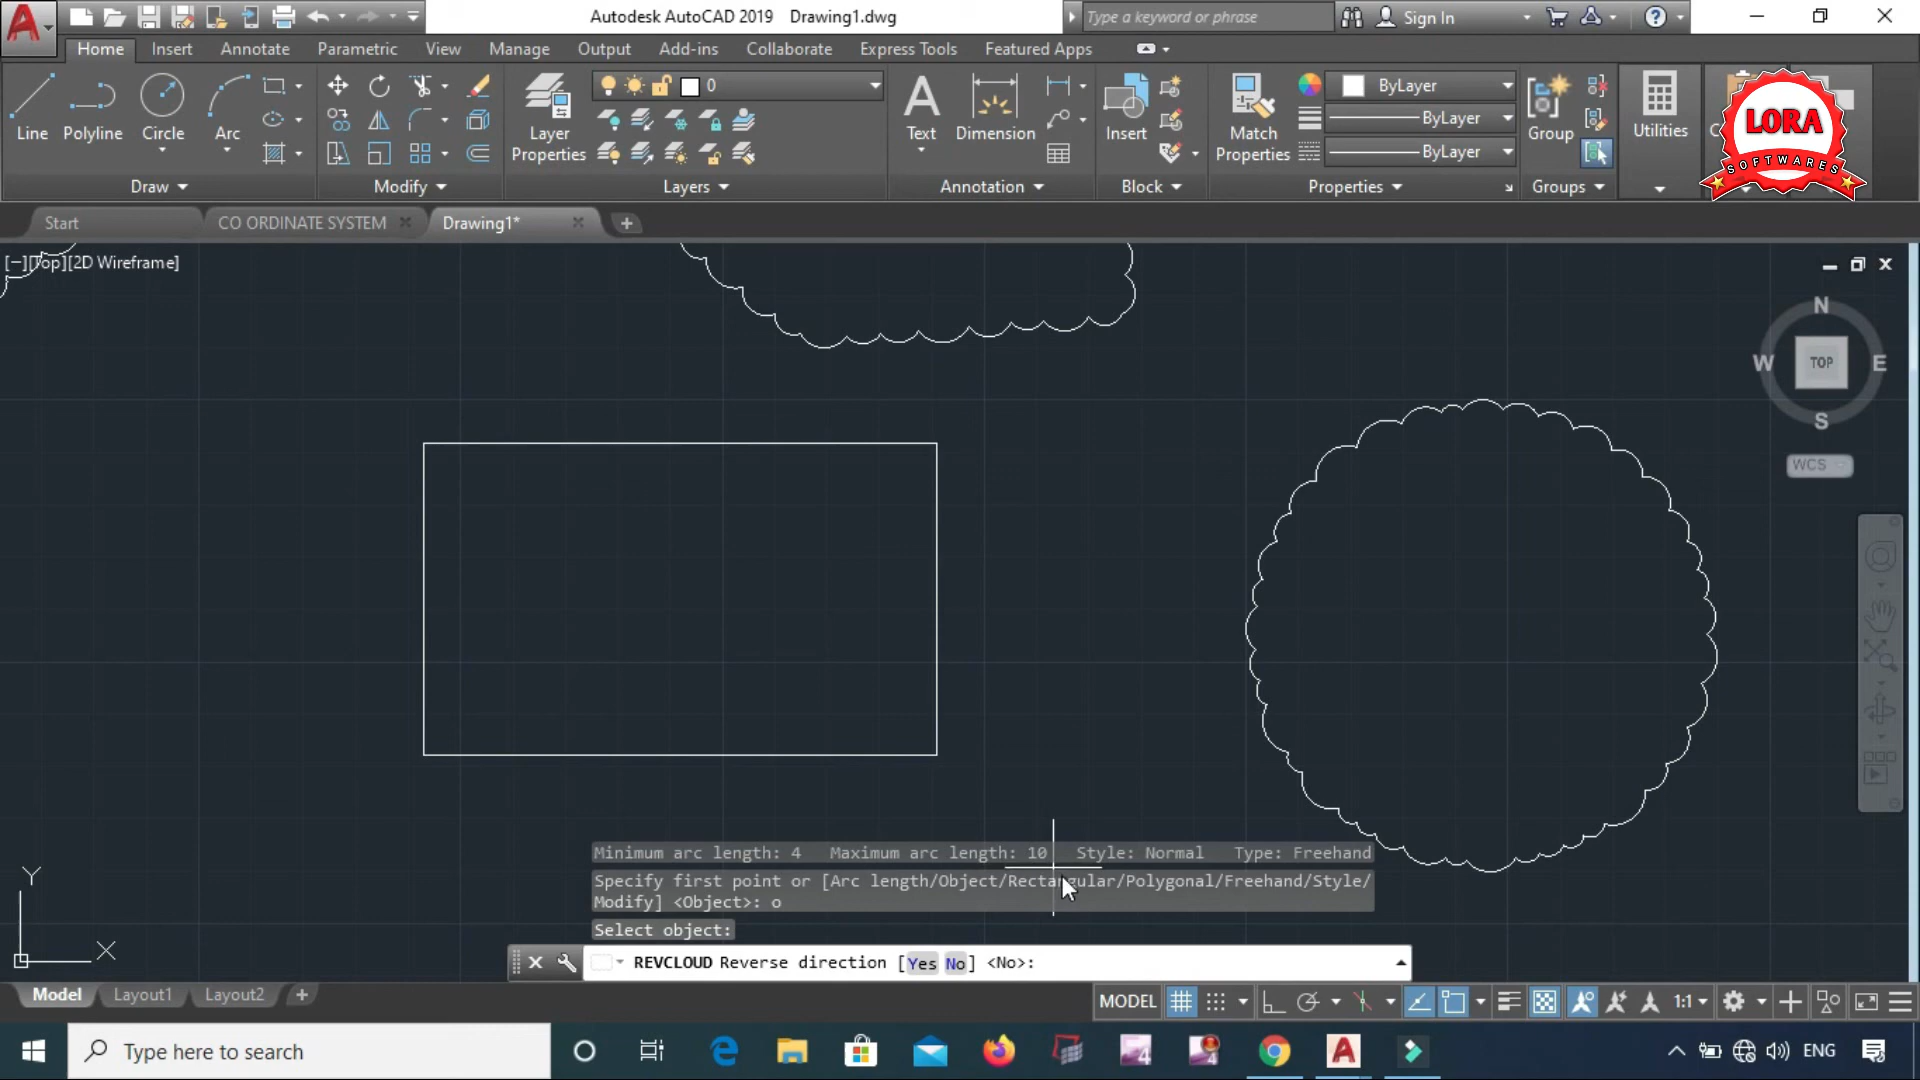 Autodesk AutoCAD 2019 Drawing1.dwg
Type a keyword or phrase
Sign In
Home Insert Annotate Parametric View Manage Output Add-ins Collaborate Express Tools Featured Apps
0
ByLayer
ByLayer
ByLayer
Line Polyline Circle Arc
Layer Properties
Text Dimension
Insert
Match Properties
Group
Utilities
LORA
SOFTWARES
Draw Modify Layers Annotation Block Properties Groups
Start CO ORDINATE SYSTEM Drawing1*
[−][Top][2D Wireframe]
N
W TOP E
S
WCS
Minimum arc length: 4 Maximum arc length: 10 Style: Normal Type: Freehand
Specify first point or [Arc length/Object/Rectangular/Polygonal/Freehand/Style/
Modify] <Object>: o
Select object:
REVCLOUD Reverse direction [Yes No] <No>:
Y
X
Model Layout1 Layout2
MODEL 1:1
Type here to search
ENG